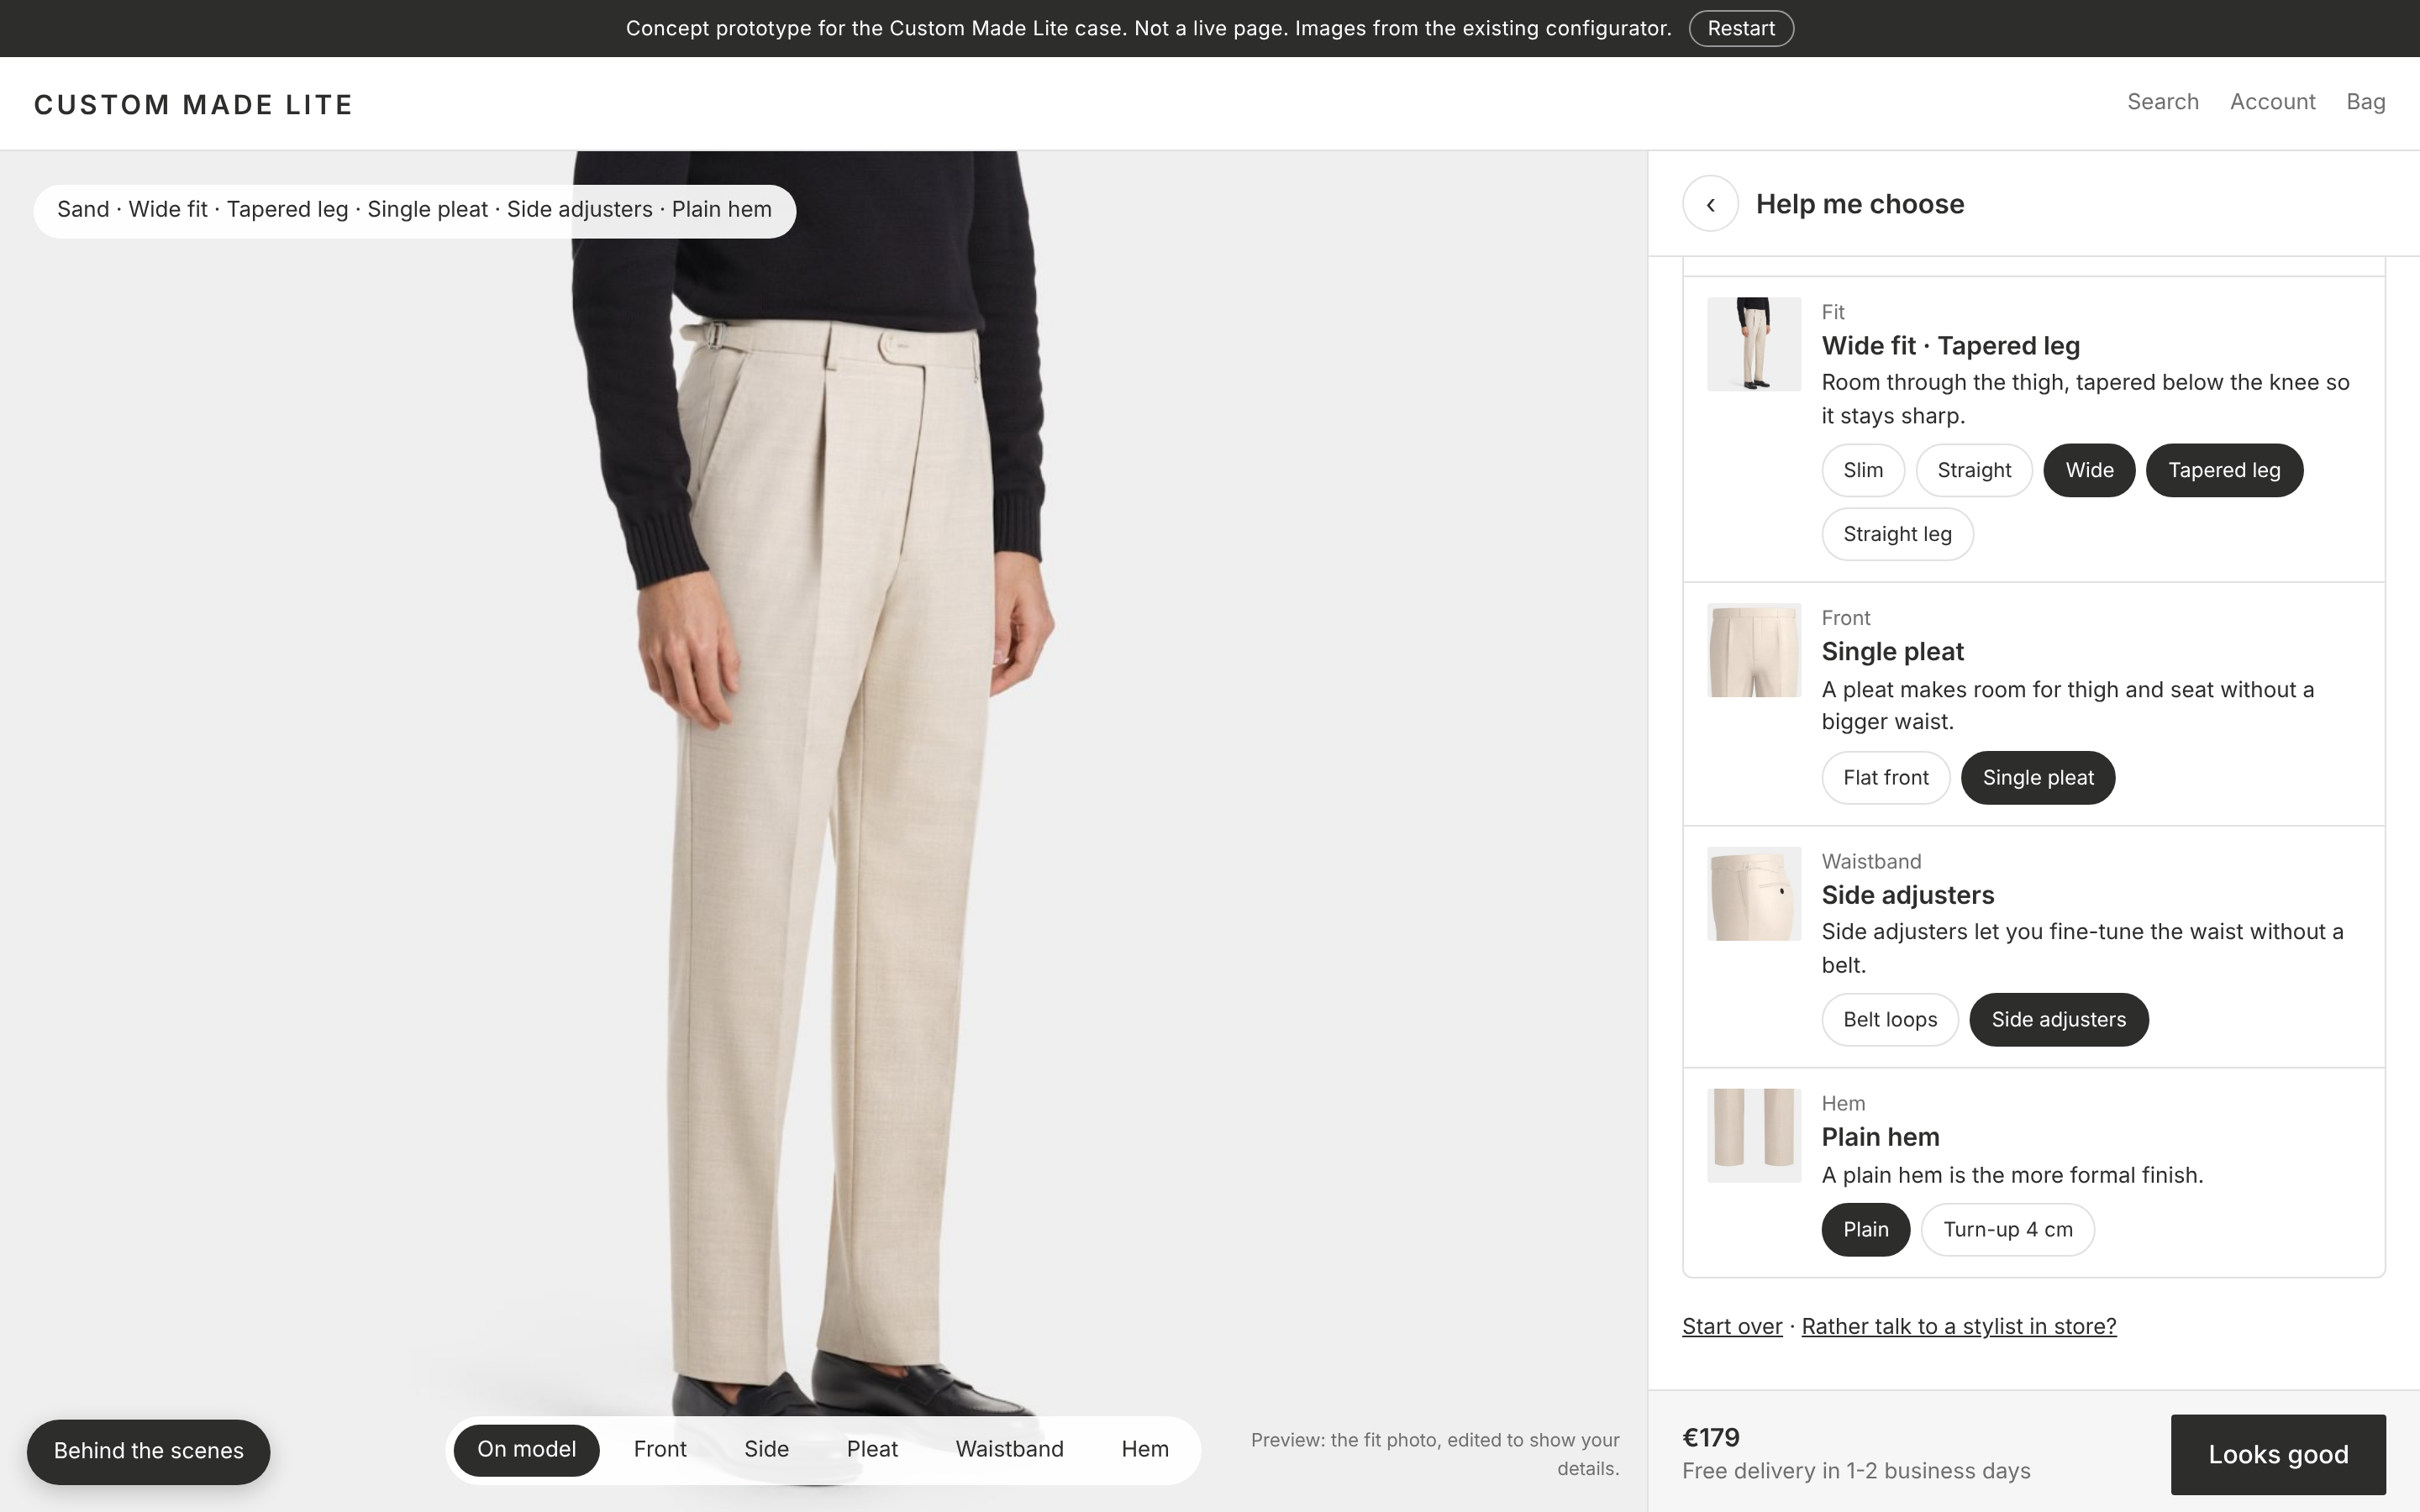 Concept prototype for the Custom Made Lite case. Not a live page. Images from the existing configurator. Restart
CUSTOM MADE LITE
Search Account Bag
Sand · Wide fit · Tapered leg · Single pleat · Side adjusters · Plain hem
‹ Help me choose
Fit
Wide fit · Tapered leg
Room through the thigh, tapered below the knee so
it stays sharp.
Slim Straight Wide Tapered leg
Straight leg
Front
Single pleat
A pleat makes room for thigh and seat without a
bigger waist.
Flat front Single pleat
Waistband
Side adjusters
Side adjusters let you fine-tune the waist without a
belt.
Belt loops Side adjusters
Hem
Plain hem
A plain hem is the more formal finish.
Plain Turn-up 4 cm
Start over · Rather talk to a stylist in store?
Behind the scenes
On model Front Side Pleat Waistband Hem
Preview: the fit photo, edited to show your
details.
€179
Free delivery in 1-2 business days
Looks good